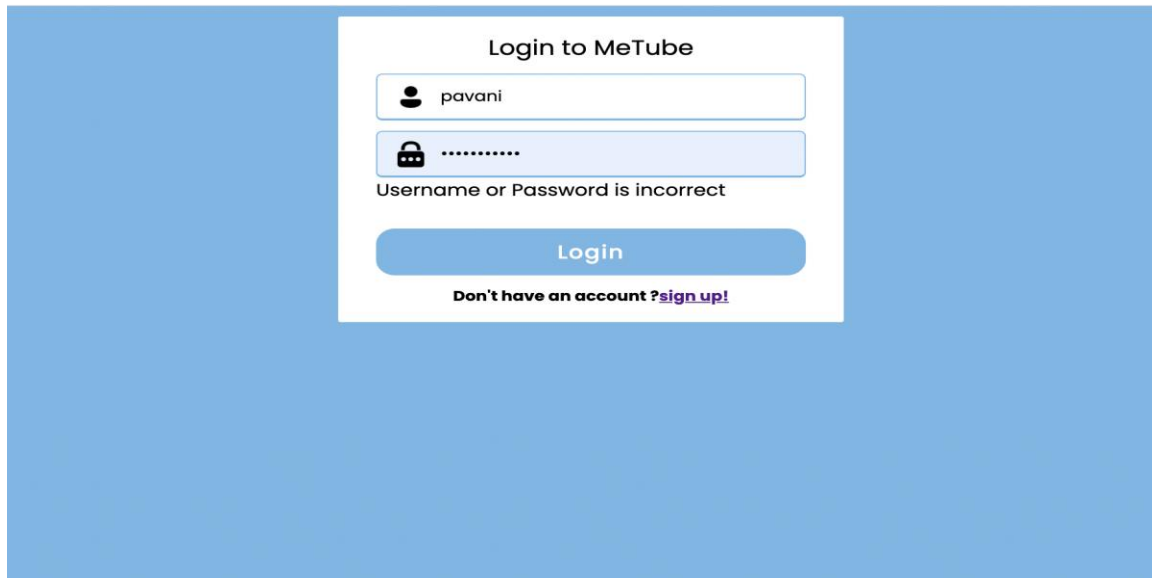 Login to MeTube
pavani
•••••••••••
Username or Password is incorrect
Login
Don't have an account ?sign up!